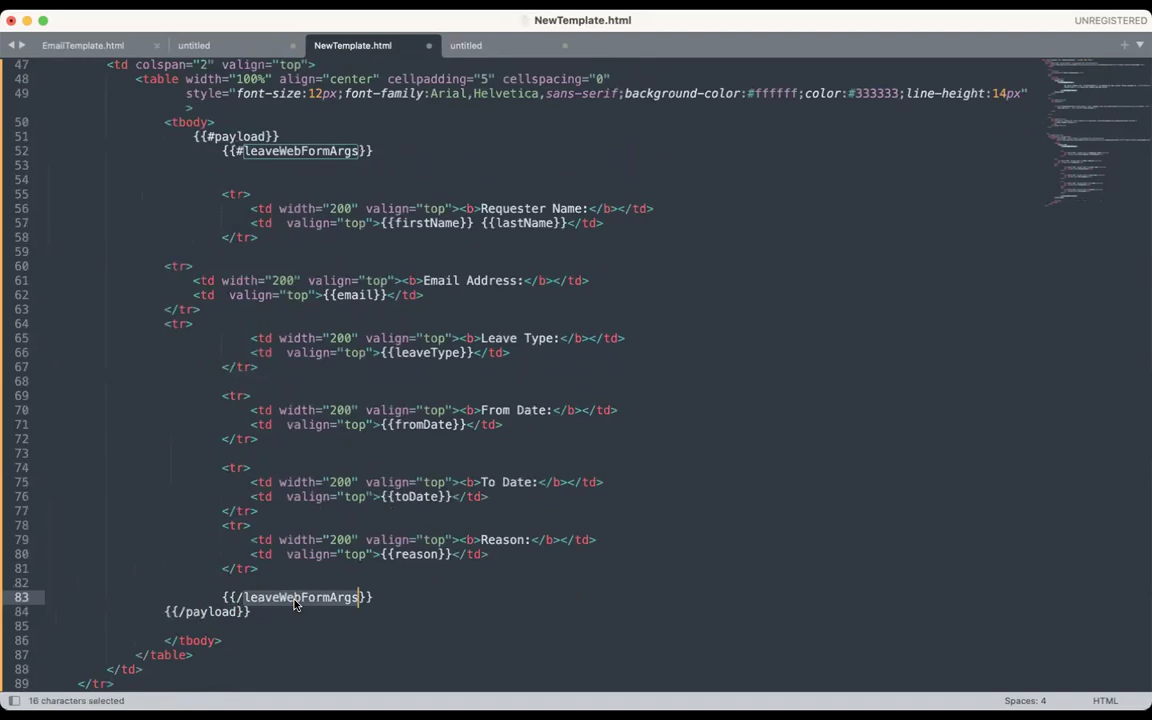 NewTemplate.html
UNREGISTERED
EmailTemplate.html
untitled
NewTemplate.html
untitled
47 <td colspan="2" valign="top">
48 <table width="100%" align="center" cellpadding="5" cellspacing="0"
49 style="font-size:12px;font-family:Arial,Helvetica,sans-serif;background-color:#ffffff;color:#333333;line-height:14px"
>
50 <tbody>
51 {{#payload}}
52 {{#leaveWebFormArgs}}
53
54
55 <tr>
56 <td width="200" valign="top"><b>Requester Name:</b></td>
57 <td  valign="top">{{firstName}} {{lastName}}</td>
58 </tr>
59
60 <tr>
61 <td width="200" valign="top"><b>Email Address:</b></td>
62 <td  valign="top">{{email}}</td>
63 </tr>
64 <tr>
65 <td width="200" valign="top"><b>Leave Type:</b></td>
66 <td  valign="top">{{leaveType}}</td>
67 </tr>
68
69 <tr>
70 <td width="200" valign="top"><b>From Date:</b></td>
71 <td  valign="top">{{fromDate}}</td>
72 </tr>
73
74 <tr>
75 <td width="200" valign="top"><b>To Date:</b></td>
76 <td  valign="top">{{toDate}}</td>
77 </tr>
78 <tr>
79 <td width="200" valign="top"><b>Reason:</b></td>
80 <td  valign="top">{{reason}}</td>
81 </tr>
82
83 {{/leaveWebFormArgs}}
84 {{/payload}}
85
86 </tbody>
87 </table>
88 </td>
89 </tr>
16 characters selected
Spaces: 4
HTML